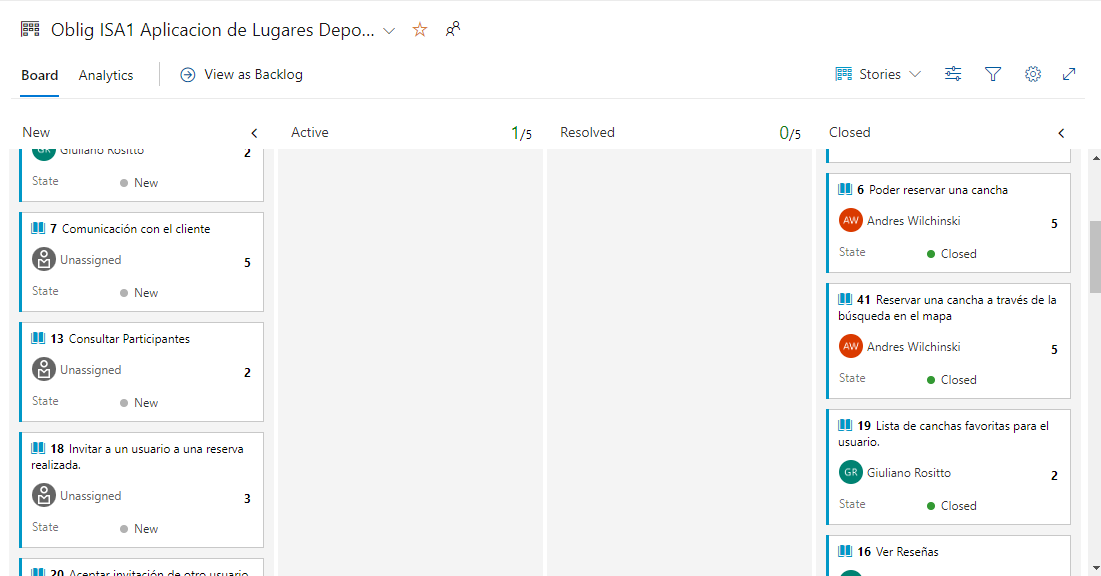 Oblig ISA1 Aplicacion de Lugares Depo...
Board Analytics View as Backlog Stories
New Active 1/5 Resolved 0/5 Closed
Giuliano Rositto 2
State New
7 Comunicación con el cliente
Unassigned 5
State New
13 Consultar Participantes
Unassigned 2
State New
18 Invitar a un usuario a una reserva
realizada.
Unassigned 3
State New
20 Aceptar invitación de otro usuario
6 Poder reservar una cancha
AW Andres Wilchinski 5
State Closed
41 Reservar una cancha a través de la
búsqueda en el mapa
AW Andres Wilchinski 5
State Closed
19 Lista de canchas favoritas para el
usuario.
GR Giuliano Rositto 2
State Closed
16 Ver Reseñas